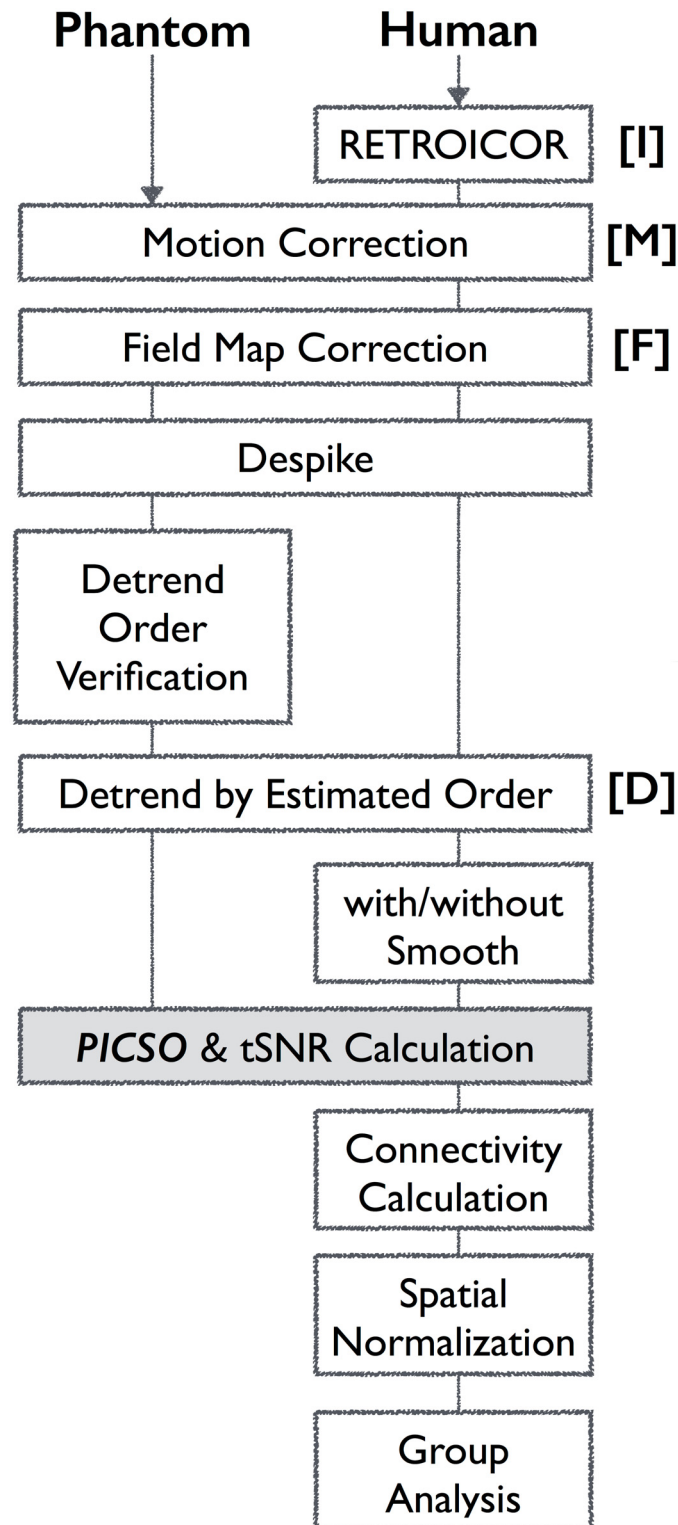 Phantom Human
RETROICOR [I]
Motion Correction [M]
Field Map Correction [F]
Despike
Detrend
Order
Verification
Detrend by Estimated Order [D]
with/without
Smooth
PICSO & tSNR Calculation
Connectivity
Calculation
Spatial
Normalization
Group
Analysis